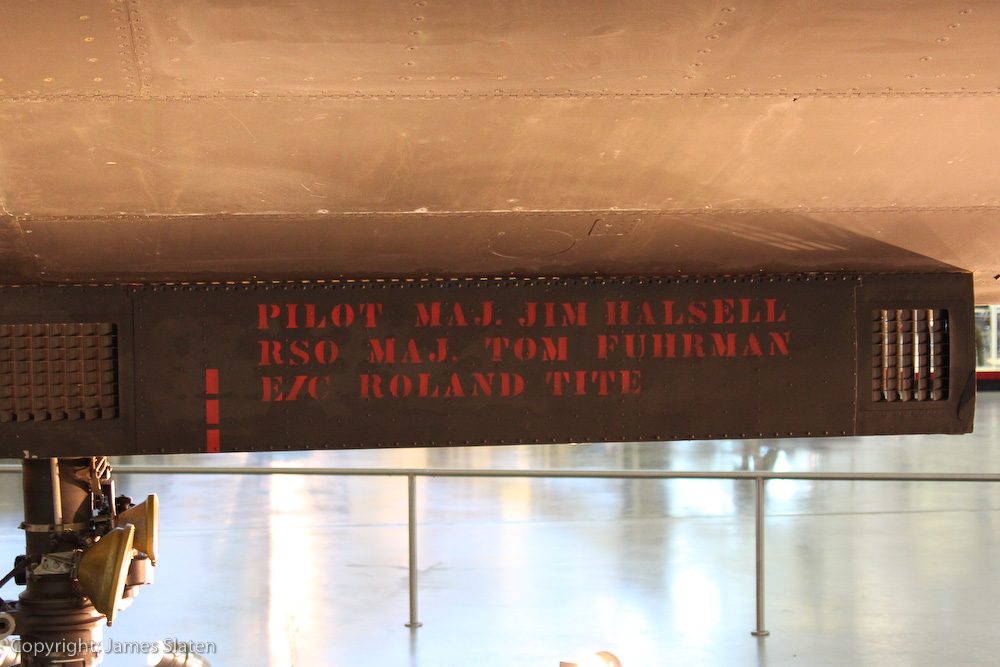 PILOT MAJ. JIM HALSELL
RSO MAJ. TOM FUHRMAN
E/C ROLAND TITE
Copyright: James Slaten